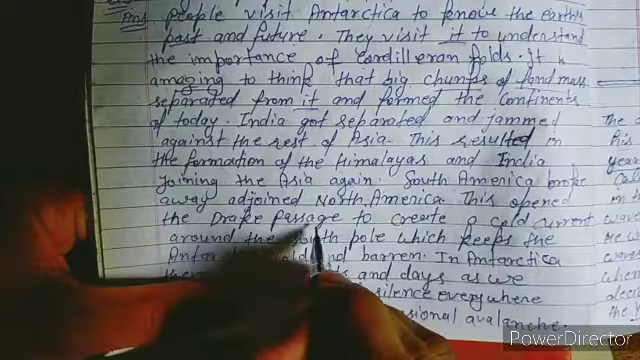 Ans. People visit Antarctica to know the earth's
past and future. They visit it to understand
the importance of Cordilleran folds. It is
amazing to think that big chunks of land mass
separated from it and formed the Continents
of today. India got separated and jammed
against the rest of Asia. This resulted in
the formation of the Himalayas and India
Joining the Asia again. South America broke
away adjoined North America. This opened
the Drake Passage to create a cold current
around the South pole which keeps the
and barren. In Antarctica
and days as we
silence everywhere
avalanche.
The
his
year
in
PowerDirector